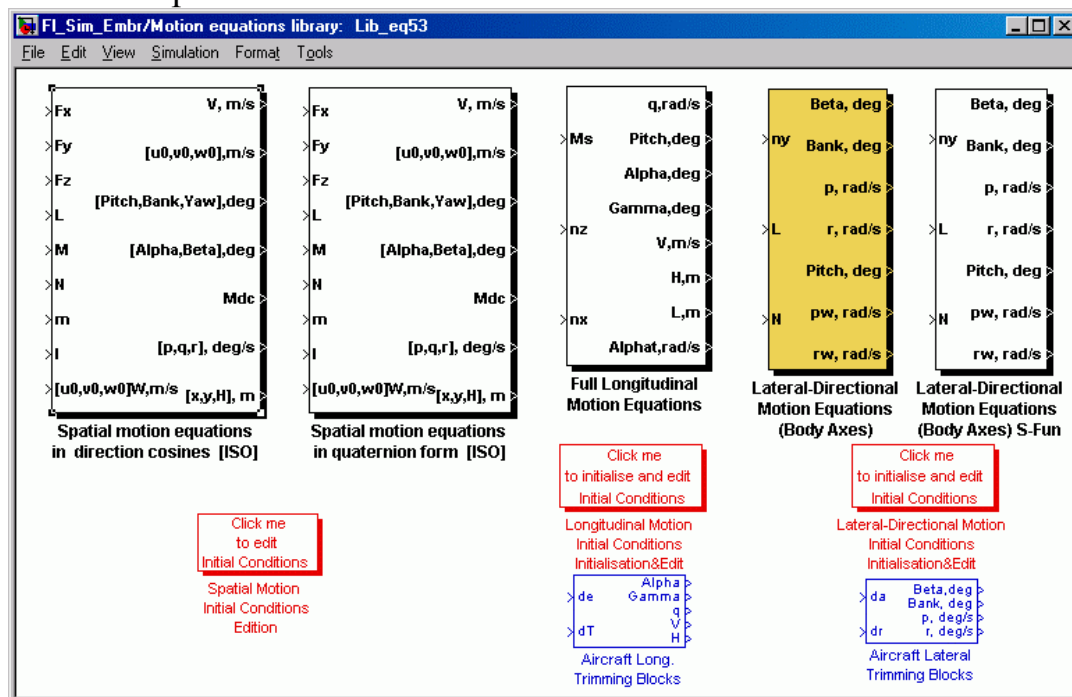 FI_Sim_Embr/Motion equations library: Lib_eq53
File Edit View Simulation Format Tools
Fx
Fy
Fz
L
M
N
m
I
[u0,v0,w0]W,m/s
V, m/s
[u0,v0,w0],m/s
[Pitch,Bank,Yaw],deg
[Alpha,Beta],deg
Mdc
[p,q,r], deg/s
[x,y,H], m
Spatial motion equations
in direction cosines [ISO]
Fx
Fy
Fz
L
M
N
m
I
[u0,v0,w0]W,m/s
V, m/s
[u0,v0,w0],m/s
[Pitch,Bank,Yaw],deg
[Alpha,Beta],deg
Mdc
[p,q,r], deg/s
[x,y,H], m
Spatial motion equations
in quaternion form [ISO]
Ms
nz
nx
q,rad/s
Pitch,deg
Alpha,deg
Gamma,deg
V,m/s
H,m
L,m
Alphat,rad/s
Full Longitudinal
Motion Equations
ny
L
N
Beta, deg
Bank, deg
p, rad/s
r, rad/s
Pitch, deg
pw, rad/s
rw, rad/s
Lateral-Directional
Motion Equations
(Body Axes)
ny
L
N
Beta, deg
Bank, deg
p, rad/s
r, rad/s
Pitch, deg
pw, rad/s
rw, rad/s
Lateral-Directional
Motion Equations
(Body Axes) S-Fun
Click me
to edit
Initial Conditions
Spatial Motion
Initial Conditions
Edition
Click me
to initialise and edit
Initial Conditions
Longitudinal Motion
Initial Conditions
Initialisation&Edit
de
dT
Alpha
Gamma
q
V
H
Aircraft Long.
Trimming Blocks
Click me
to initialise and edit
Initial Conditions
Lateral-Directional Motion
Initial Conditions
Initialisation&Edit
da
dr
Beta,deg
Bank, deg
p, deg/s
r, deg/s
Aircraft Lateral
Trimming Blocks